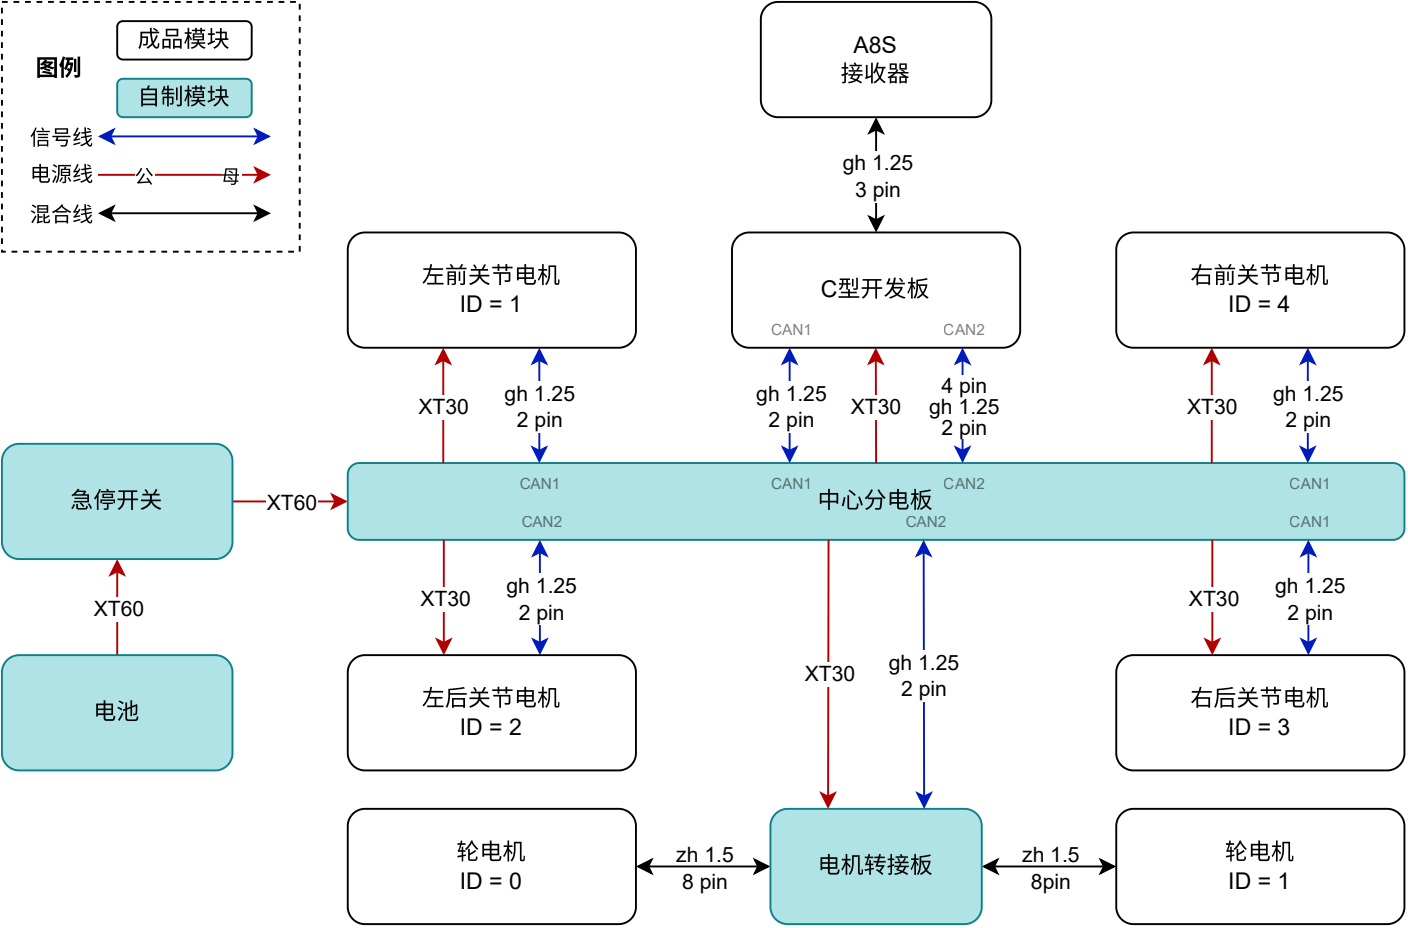 图例
成品模块
自制模块
信号线
电源线
公
母
混合线
A8S
接收器
gh 1.25
3 pin
左前关节电机
ID = 1
C型开发板
CAN1
CAN2
右前关节电机
ID = 4
XT30
gh 1.25
2 pin
gh 1.25
2 pin
XT30
4 pin
gh 1.25
2 pin
XT30
gh 1.25
2 pin
急停开关
XT60
中心分电板
CAN1
CAN1
CAN2
CAN1
CAN2
CAN2
CAN1
XT60
XT30
gh 1.25
2 pin
XT30
gh 1.25
2 pin
XT30
gh 1.25
2 pin
电池
左后关节电机
ID = 2
右后关节电机
ID = 3
轮电机
ID = 0
zh 1.5
8 pin
电机转接板
zh 1.5
8pin
轮电机
ID = 1